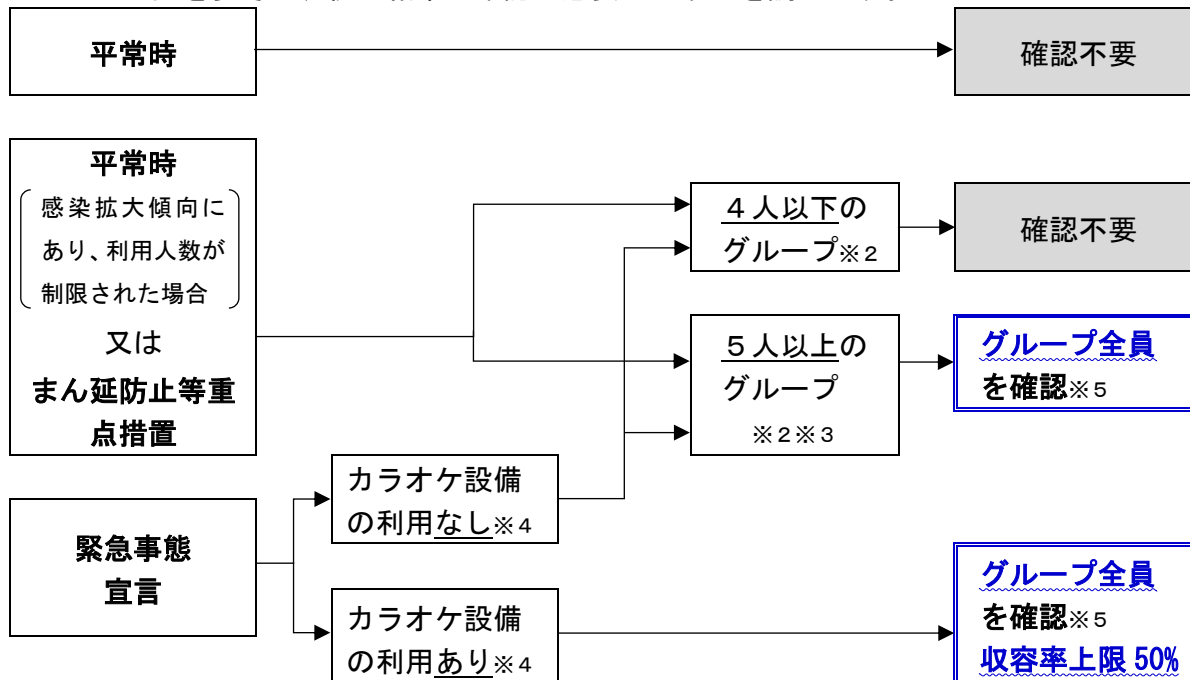 平常時
確認不要
平常時
感染拡大傾向に
あり、利用人数が
制限された場合
又は
まん延防止等重
点措置
４人以下の
グループ※2
確認不要
５人以上の
グループ
※2※3
グループ全員
を確認※5
緊急事態
宣言
カラオケ設備
の利用なし※4
カラオケ設備
の利用あり※4
グループ全員
を確認※5
収容率上限 50%